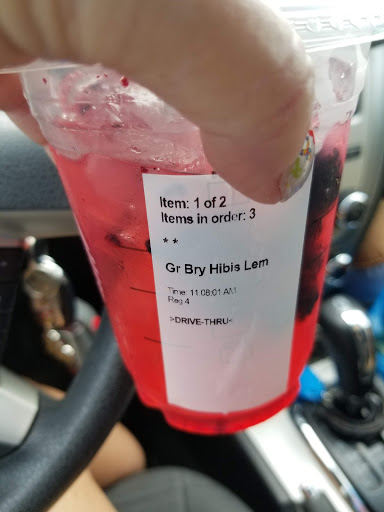 Item: 1 of 2
Items in order: 3
* *
Gr Bry Hibis Lem
Time: 11:08:01 AM
Reg 4
>DRIVE-THRU<